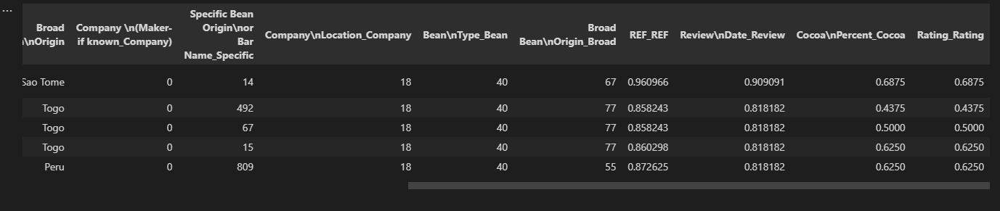 ...
Broad \n\nOrigin Company \n(Maker-if known_Company) Specific Bean Origin\nor Bar Name_Specific Company\nLocation_Company Bean\nType_Bean Broad Bean\nOrigin_Broad REF_REF Review\nDate_Review Cocoa\nPercent_Cocoa Rating_Rating
Sao Tome 0 14 18 40 67 0.960966 0.909091 0.6875 0.6875
Togo 0 492 18 40 77 0.858243 0.818182 0.4375 0.4375
Togo 0 67 18 40 77 0.858243 0.818182 0.5000 0.5000
Togo 0 15 18 40 77 0.860298 0.818182 0.6250 0.6250
Peru 0 809 18 40 55 0.872625 0.818182 0.6250 0.6250